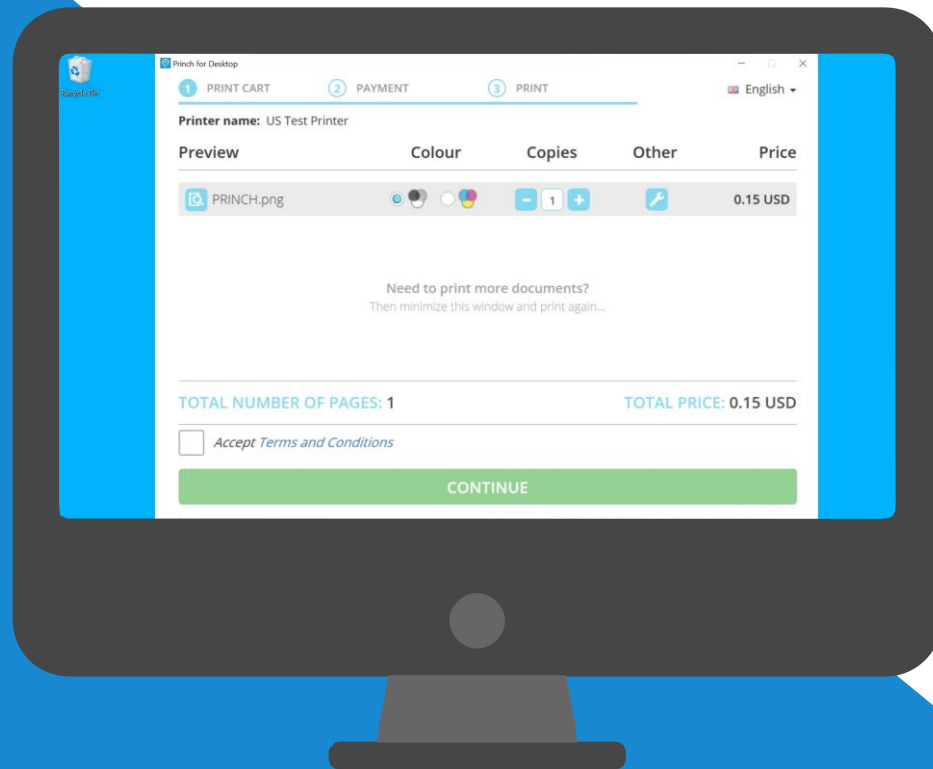 Recycle Bin
Princh for Desktop
1 PRINT CART 2 PAYMENT 3 PRINT English
Printer name: US Test Printer
Preview Colour Copies Other Price
PRINCH.png 1 0.15 USD
Need to print more documents?
Then minimize this window and print again...
TOTAL NUMBER OF PAGES: 1 TOTAL PRICE: 0.15 USD
Accept Terms and Conditions
CONTINUE